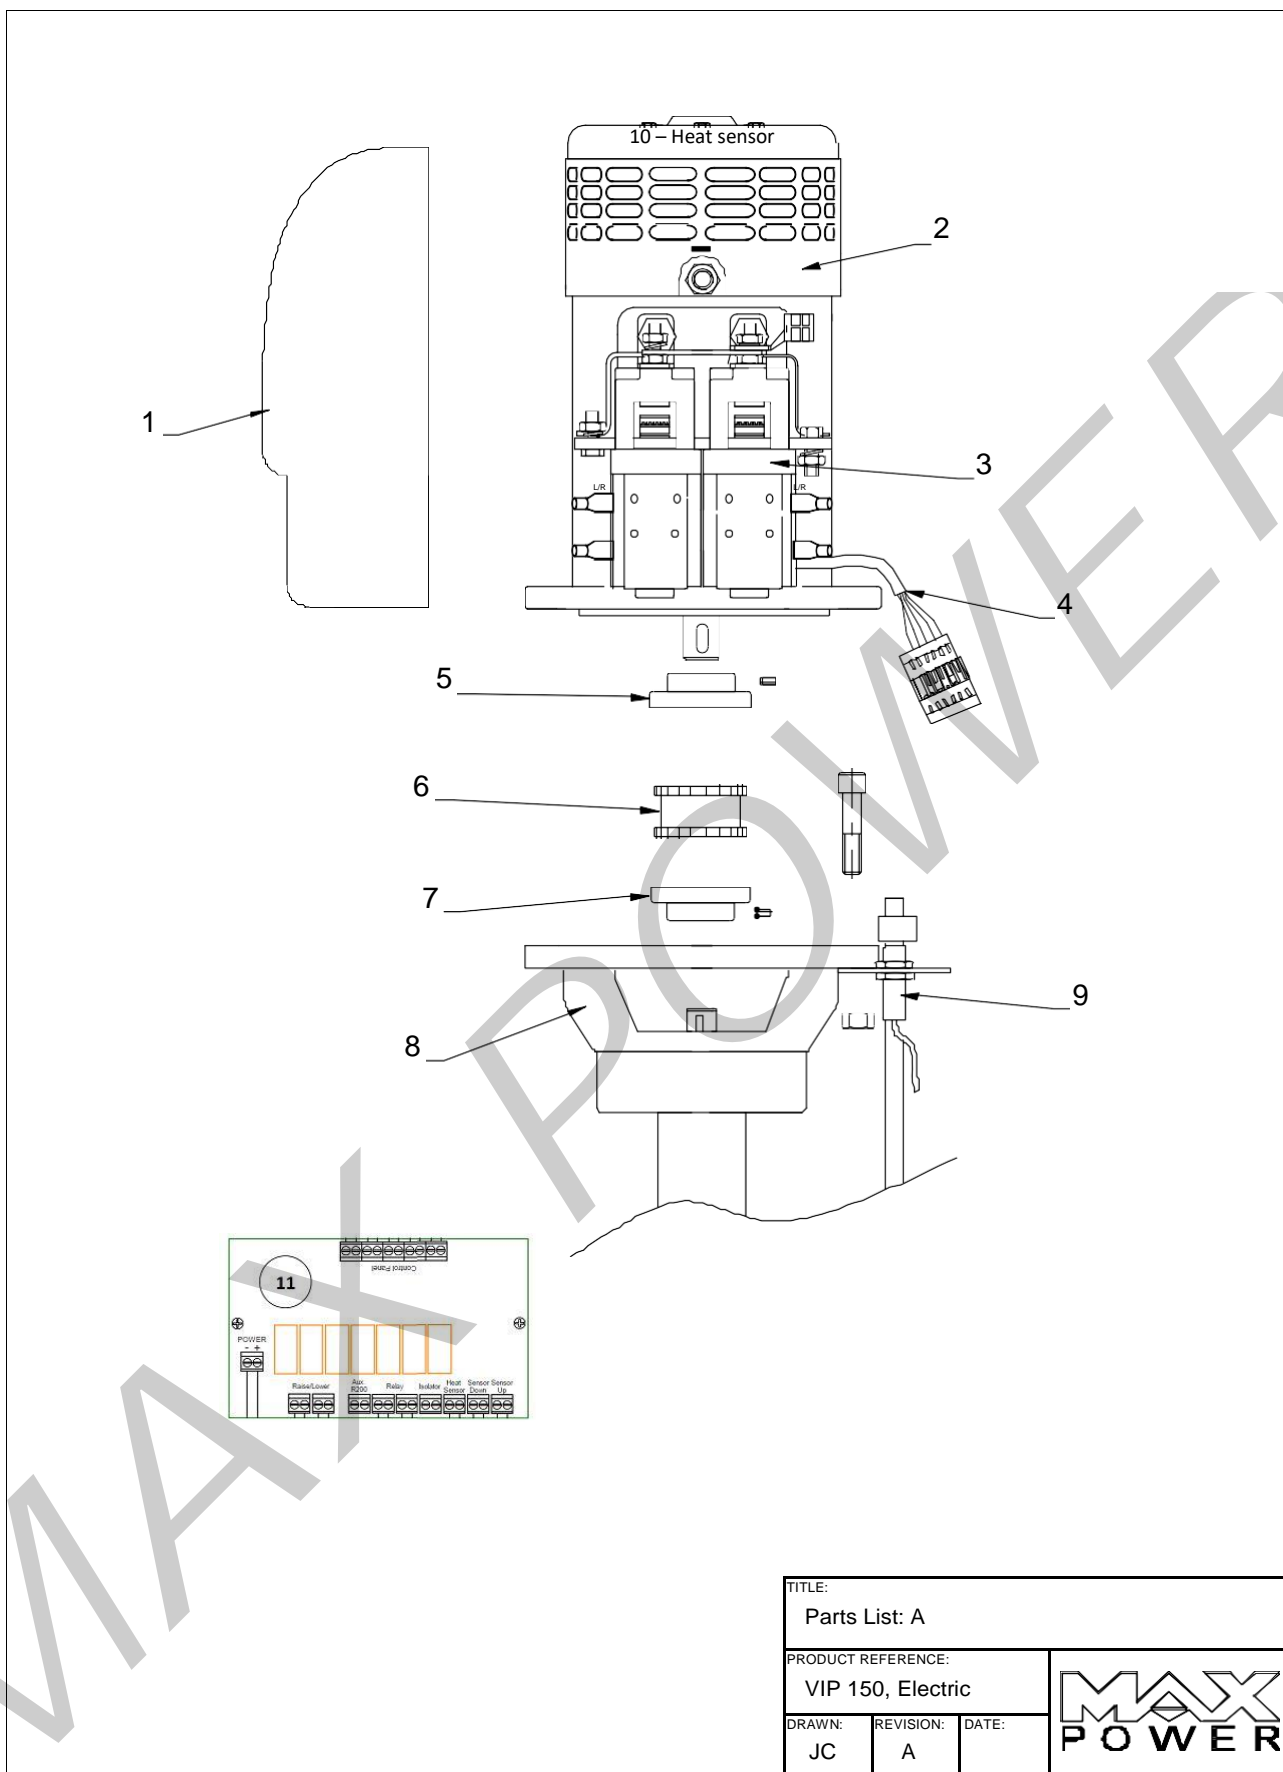 10 – Heat sensor
2
1
3
L/R
L/R
4
5
6
7
9
8
Control Panel
11
POWER
- +
Raise/Lower
Aux
R200
Relay
Isolator
Heat
Sensor
Sensor
Down
Sensor
Up
MAX POWER
TITLE:
Parts List: A
PRODUCT REFERENCE:
VIP 150, Electric
DRAWN:
JC
REVISION:
A
DATE:
MAX
POWER